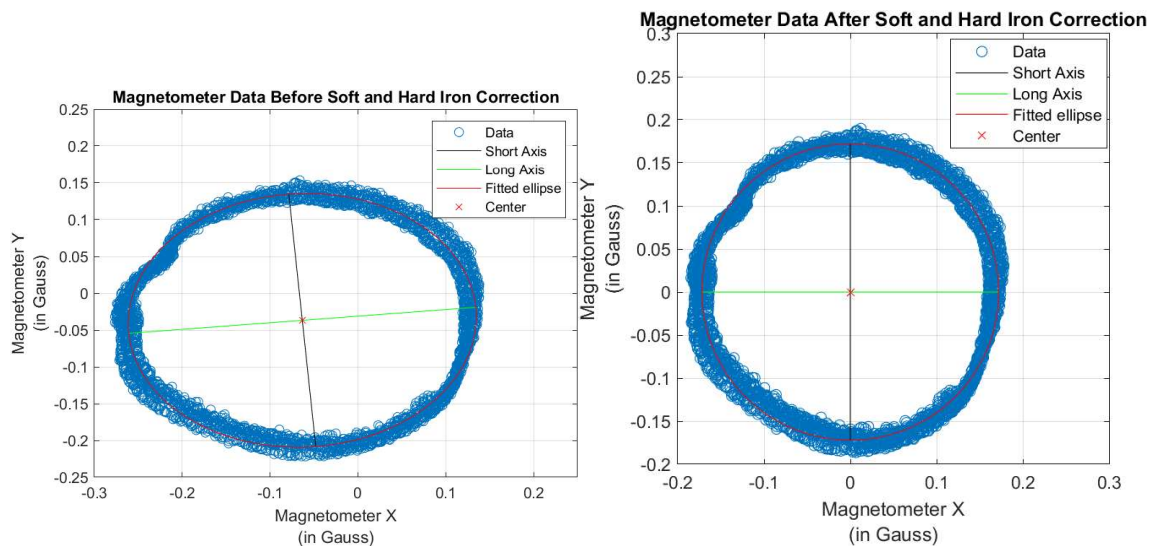 Magnetometer Data Before Soft and Hard Iron Correction
0.25
0.2
0.15
0.1
0.05
0
-0.05
-0.1
-0.15
-0.2
-0.25
Magnetometer Y
(in Gauss)
Data
Short Axis
Long Axis
Fitted ellipse
Center
-0.3
-0.2
-0.1
0
0.1
0.2
Magnetometer X
(in Gauss)
Magnetometer Data After Soft and Hard Iron Correction
0.3
0.25
0.2
0.15
0.1
0.05
0
-0.05
-0.1
-0.15
-0.2
Magnetometer Y
(in Gauss)
Data
Short Axis
Long Axis
Fitted ellipse
Center
-0.2
-0.1
0
0.1
0.2
0.3
Magnetometer X
(in Gauss)